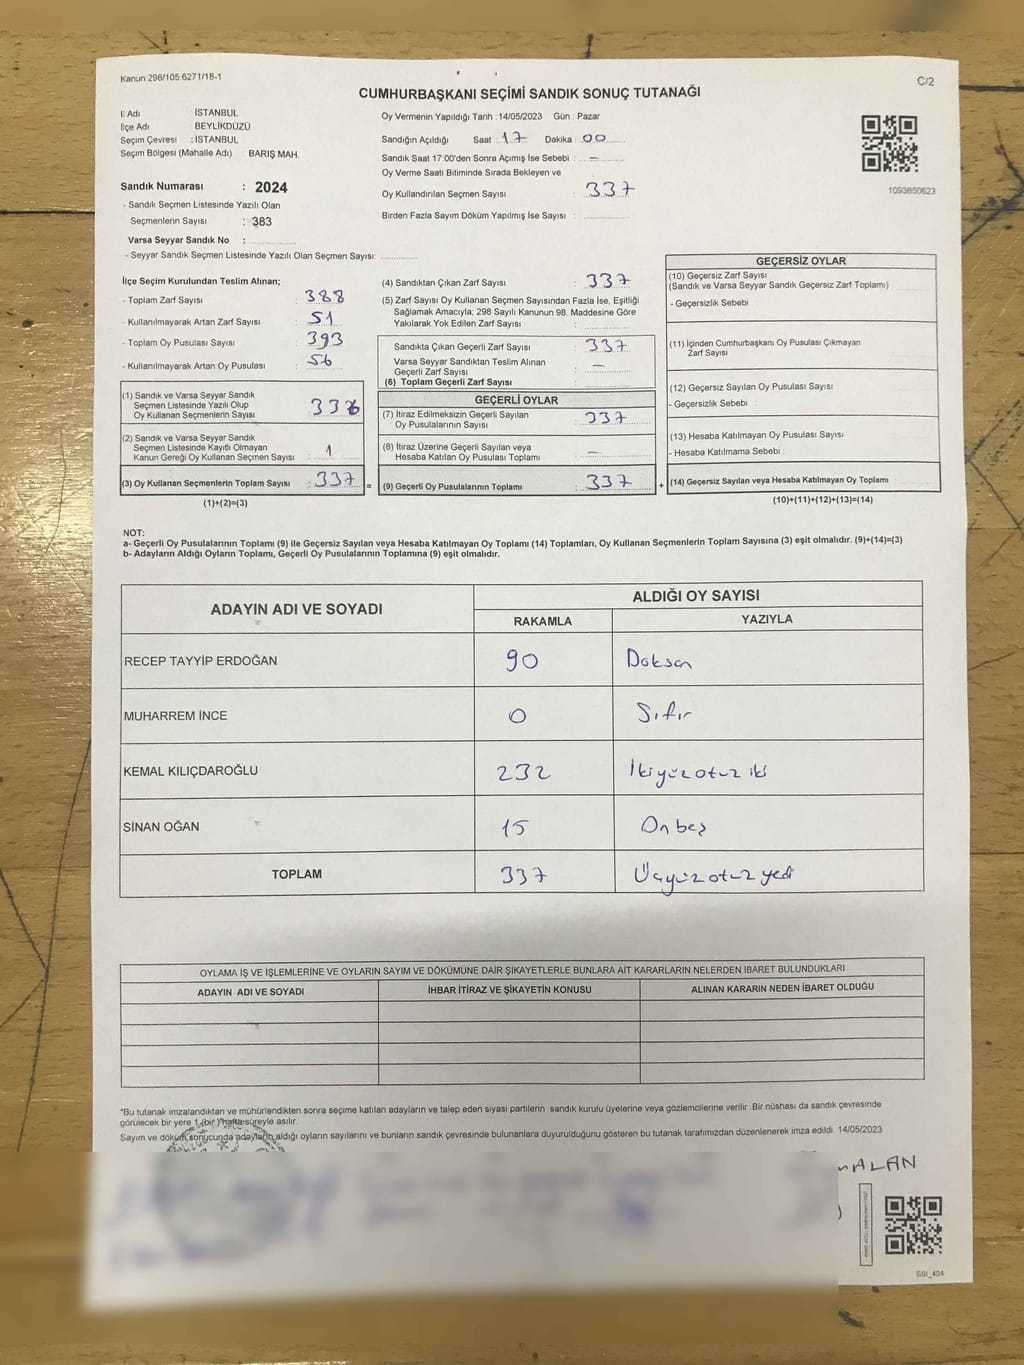 Kanun 298/105 6271/18-1
C/2
CUMHURBAŞKANI SEÇİMİ SANDIK SONUÇ TUTANAĞI
İl Adı İSTANBUL
İlçe Adı BEYLİKDÜZÜ
Seçim Çevresi : İSTANBUL
Seçim Bölgesi (Mahalle Adı) BARIŞ MAH.
Sandık Numarası : 2024
- Sandık Seçmen Listesinde Yazılı Olan
Seçmenlerin Sayısı : 383
Varsa Seyyar Sandık No :
- Seyyar Sandık Seçmen Listesinde Yazılı Olan Seçmen Sayısı:
Oy Vermenin Yapıldığı Tarih :14/05/2023 Gün : Pazar
Sandığın Açıldığı Saat : 17 Dakika : 00
Sandık Saat 17:00'den Sonra Açımış İse Sebebi : —
Oy Verme Saati Bitiminde Sırada Bekleyen ve
Oy Kullandırılan Seçmen Sayısı : 337
Birden Fazla Sayım Döküm Yapılmış İse Sayısı :
1093850623
İlçe Seçim Kurulundan Teslim Alınan;
- Toplam Zarf Sayısı : 388
- Kullanılmayarak Artan Zarf Sayısı : 51
- Toplam Oy Pusulası Sayısı : 393
- Kullanılmayarak Artan Oy Pusulası : 56
(1) Sandık ve Varsa Seyyar Sandık
Seçmen Listesinde Yazılı Olup
Oy Kullanan Seçmenlerin Sayısı : 336
(2) Sandık ve Varsa Seyyar Sandık
Seçmen Listesinde Kayıtlı Olmayan
Kanun Gereği Oy Kullanan Seçmen Sayısı : 1
(3) Oy Kullanan Seçmenlerin Toplam Sayısı : 337 =
(1)+(2)=(3)
(4) Sandıktan Çıkan Zarf Sayısı : 337
(5) Zarf Sayısı Oy Kullanan Seçmen Sayısından Fazla İse, Eşitliği
Sağlamak Amacıyla; 298 Sayılı Kanunun 98. Maddesine Göre
Yakılarak Yok Edilen Zarf Sayısı :
Sandıkta Çıkan Geçerli Zarf Sayısı : 337
Varsa Seyyar Sandıktan Teslim Alınan
Geçerli Zarf Sayısı : —
(6) Toplam Geçerli Zarf Sayısı :
GEÇERLİ OYLAR
(7) İtiraz Edilmeksizin Geçerli Sayılan
Oy Pusulalarının Sayısı : 337
(8) İtiraz Üzerine Geçerli Sayılan veya
Hesaba Katılan Oy Pusulası Toplamı : —
(9) Geçerli Oy Pusulalarının Toplamı : 337 +
GEÇERSİZ OYLAR
(10) Geçersiz Zarf Sayısı
(Sandık ve Varsa Seyyar Sandık Geçersiz Zarf Toplamı)
- Geçersizlik Sebebi
(11) İçinden Cumhurbaşkanı Oy Pusulası Çıkmayan
Zarf Sayısı
(12) Geçersiz Sayılan Oy Pusulası Sayısı
- Geçersizlik Sebebi :
(13) Hesaba Katılmayan Oy Pusulası Sayısı
- Hesaba Katılmama Sebebi :
(14) Geçersiz Sayılan veya Hesaba Katılmayan Oy Toplamı
(10)+(11)+(12)+(13)=(14)
NOT:
a- Geçerli Oy Pusulalarının Toplamı (9) ile Geçersiz Sayılan veya Hesaba Katılmayan Oy Toplamı (14) Toplamları, Oy Kullanan Seçmenlerin Toplam Sayısına (3) eşit olmalıdır. (9)+(14)=(3)
b- Adayların Aldığı Oyların Toplamı, Geçerli Oy Pusulalarının Toplamına (9) eşit olmalıdır.
ADAYIN ADI VE SOYADI ALDIĞI OY SAYISI
RAKAMLA YAZIYLA
RECEP TAYYİP ERDOĞAN 90 Doksan
MUHARREM İNCE 0 Sıfır
KEMAL KILIÇDAROĞLU 232 İkiyüz otuz iki
SİNAN OĞAN 15 On beş
TOPLAM 337 Üçyüz otuz yedi
OYLAMA İŞ VE İŞLEMLERİNE VE OYLARIN SAYIM VE DÖKÜMÜNE DAİR ŞİKAYETLERLE BUNLARA AİT KARARLARIN NELERDEN İBARET BULUNDUKLARI
ADAYIN ADI VE SOYADI İHBAR İTİRAZ VE ŞİKAYETİN KONUSU ALINAN KARARIN NEDEN İBARET OLDUĞU
*Bu tutanak imzalandıktan ve mühürlendikten sonra seçime katılan adayların ve talep eden siyasi partilerin sandık kurulu üyelerine veya gözlemcilerine verilir. Bir nüshası da sandık çevresinde
görülecek bir yere 1 (bir) hafta süreyle asılır.
Sayım ve döküm sonucunda adayların aldığı oyların sayılarını ve bunların sandık çevresinde bulunanlara duyurulduğunu gösteren bu tutanak tarafımızdan düzenlenerek imza edildi. 14/05/2023
ALAN
SSI_404